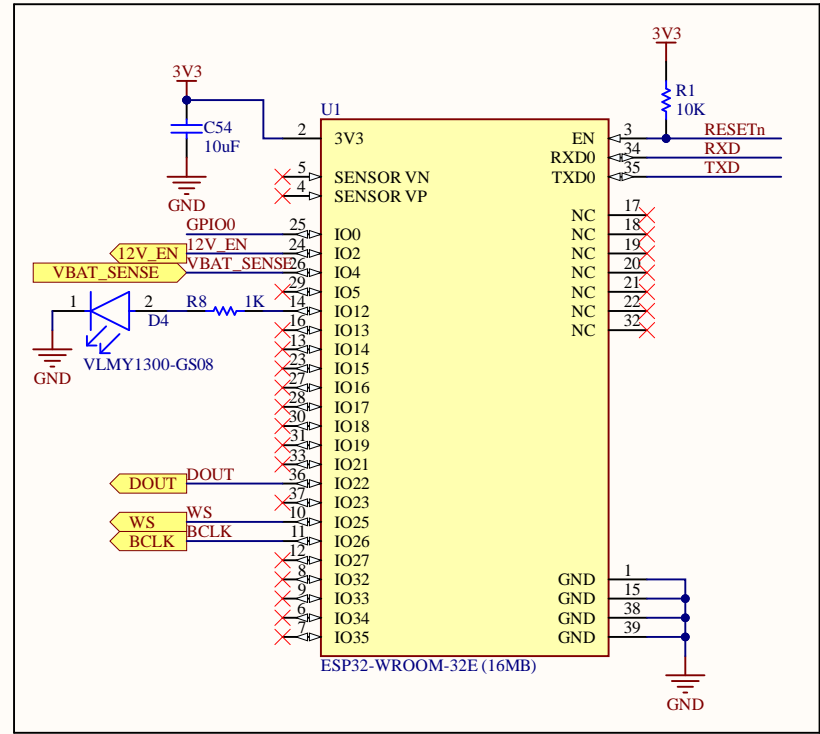 3V3
3V3
R1
10K
U1
C54
10uF
GND
2 3V3
EN 3 RESETn
RXD0 34 RXD
TXD0 35 TXD
5 SENSOR VN
4 SENSOR VP
NC 17
NC 18
NC 19
NC 20
NC 21
NC 22
NC 32
GPIO0 25 IO0
12V_EN 12V_EN 24 IO2
VBAT_SENSE VBAT_SENSE 26 IO4
29 IO5
1 2 R8 1K 14 IO12
D4
GND
VLMY1300-GS08
16 IO13
13 IO14
23 IO15
27 IO16
28 IO17
30 IO18
31 IO19
33 IO21
DOUT DOUT 36 IO22
37 IO23
WS WS 10 IO25
BCLK BCLK 11 IO26
12 IO27
8 IO32
9 IO33
6 IO34
7 IO35
GND 1
GND 15
GND 38
GND 39
ESP32-WROOM-32E (16MB)
GND